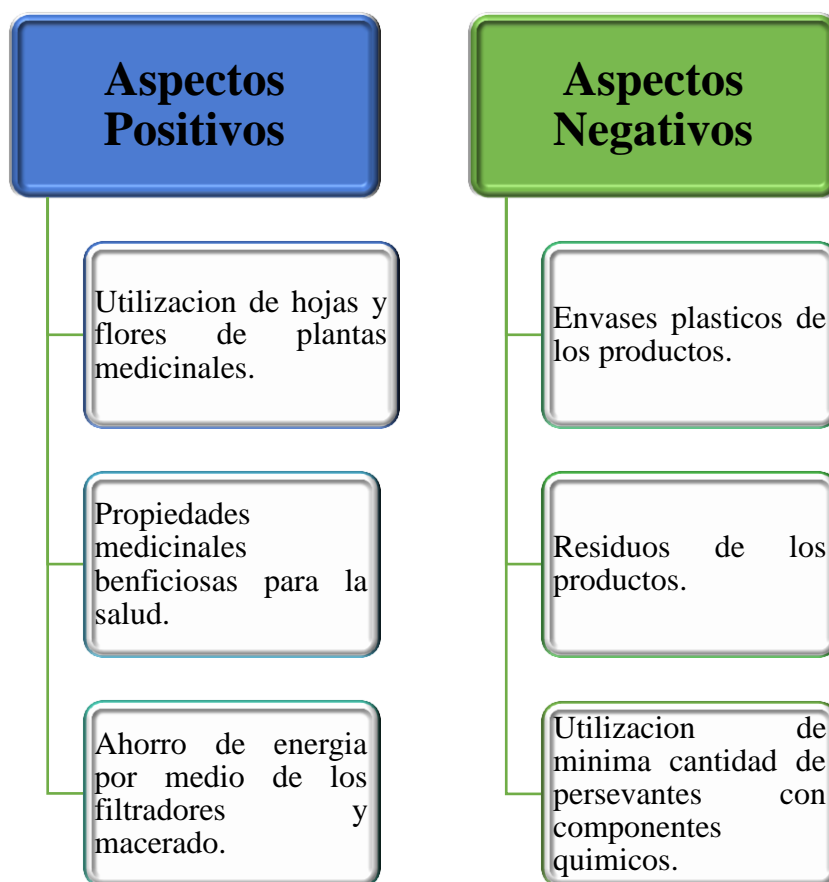 Aspectos
Positivos
Utilizacion de hojas y
flores de plantas
medicinales.
Propiedades
medicinales
benficiosas para la
salud.
Ahorro de energia
por medio de los
filtradores y
macerado.
Aspectos
Negativos
Envases plasticos de
los productos.
Residuos de los
productos.
Utilizacion de
minima cantidad de
persevantes con
componentes
quimicos.